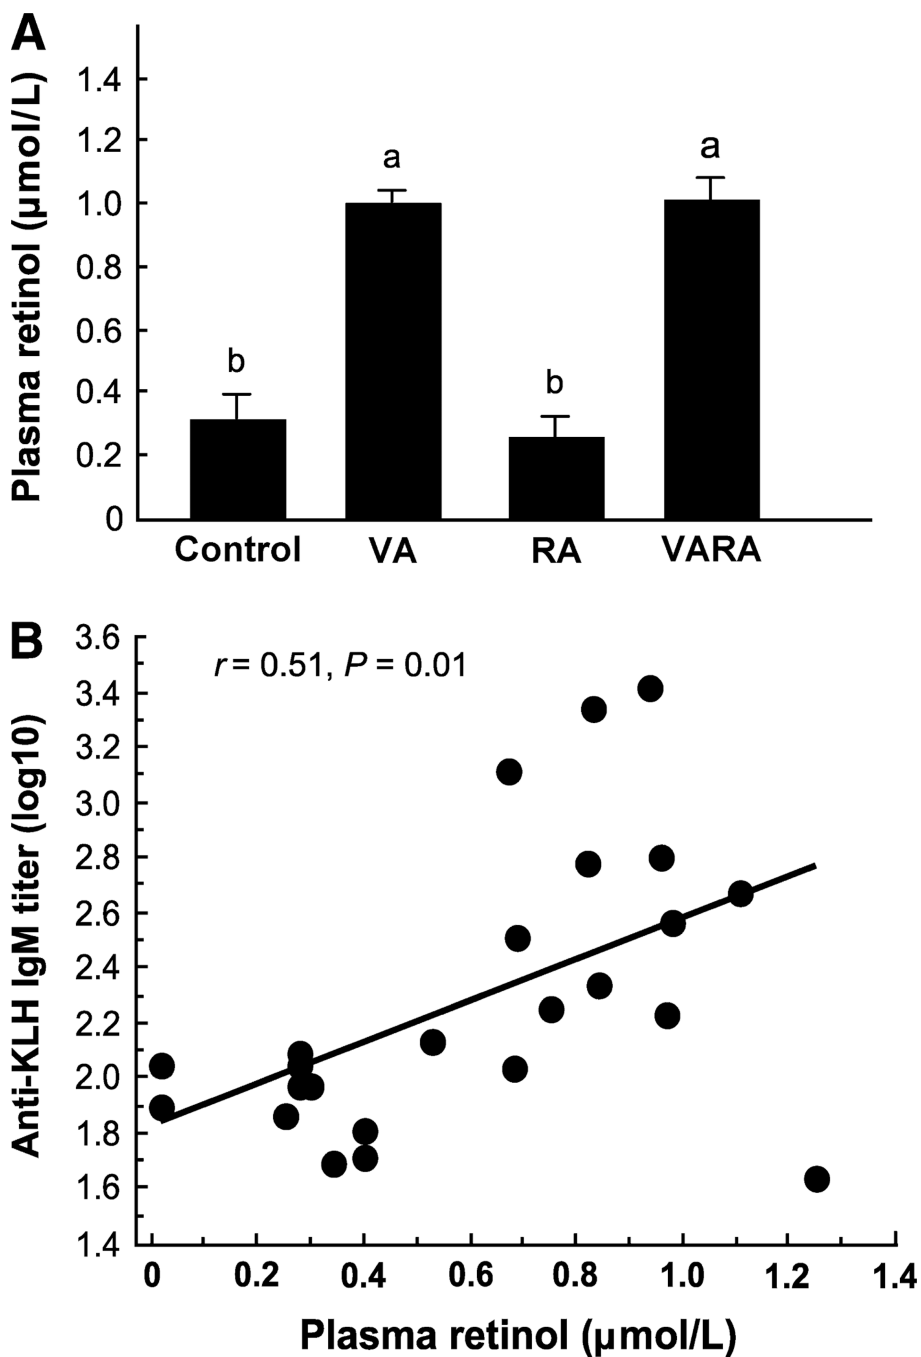 A
Plasma retinol (µmol/L)
1.4
1.2
1.0
0.8
0.6
0.4
0.2
0
b
a
b
a
Control VA RA VARA
B
Anti-KLH IgM titer (log10)
r = 0.51, P = 0.01
3.6
3.4
3.2
3.0
2.8
2.6
2.4
2.2
2.0
1.8
1.6
1.4
0 0.2 0.4 0.6 0.8 1.0 1.2 1.4
Plasma retinol (µmol/L)